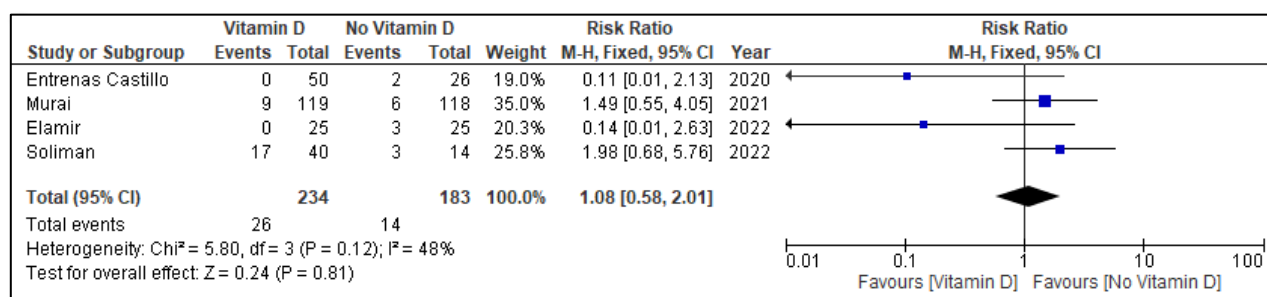 Vitamin D No Vitamin D Risk Ratio Risk Ratio
Study or Subgroup Events Total Events Total Weight M-H, Fixed, 95% CI Year M-H, Fixed, 95% CI
Entrenas Castillo 0 50 2 26 19.0% 0.11 [0.01, 2.13] 2020
Murai 9 119 6 118 35.0% 1.49 [0.55, 4.05] 2021
Elamir 0 25 3 25 20.3% 0.14 [0.01, 2.63] 2022
Soliman 17 40 3 14 25.8% 1.98 [0.68, 5.76] 2022
Total (95% CI) 234 183 100.0% 1.08 [0.58, 2.01]
Total events 26 14
Heterogeneity: Chi² = 5.80, df = 3 (P = 0.12); I² = 48%
Test for overall effect: Z = 0.24 (P = 0.81)
0.01 0.1 1 10 100
Favours [Vitamin D] Favours [No Vitamin D]